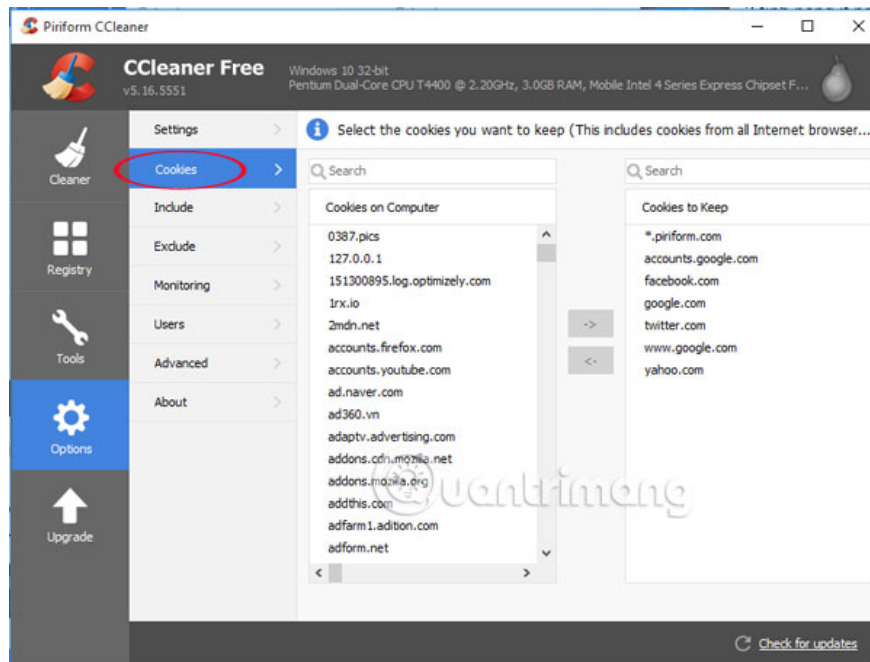 Piriform CCleaner
CCleaner Free
v5.16.5551
Windows 10 32-bit
Pentium Dual-Core CPU T4400 @ 2.20GHz, 3.0GB RAM, Mobile Intel 4 Series Express Chipset F...
Cleaner
Registry
Tools
Options
Upgrade
Settings
Cookies
Include
Exclude
Monitoring
Users
Advanced
About
Select the cookies you want to keep (This includes cookies from all Internet browser...
Search
Cookies on Computer
0387.pics
127.0.0.1
151300895.log.optimizely.com
1rx.io
2mdn.net
accounts.firefox.com
accounts.youtube.com
ad.naver.com
ad360.vn
adaptv.advertising.com
addons.cdn.mozilla.net
addons.mozilla.org
addthis.com
adfarm1.adition.com
adform.net
->
<-
Search
Cookies to Keep
*.piriform.com
accounts.google.com
facebook.com
google.com
twitter.com
www.google.com
yahoo.com
Quantrimang
Check for updates